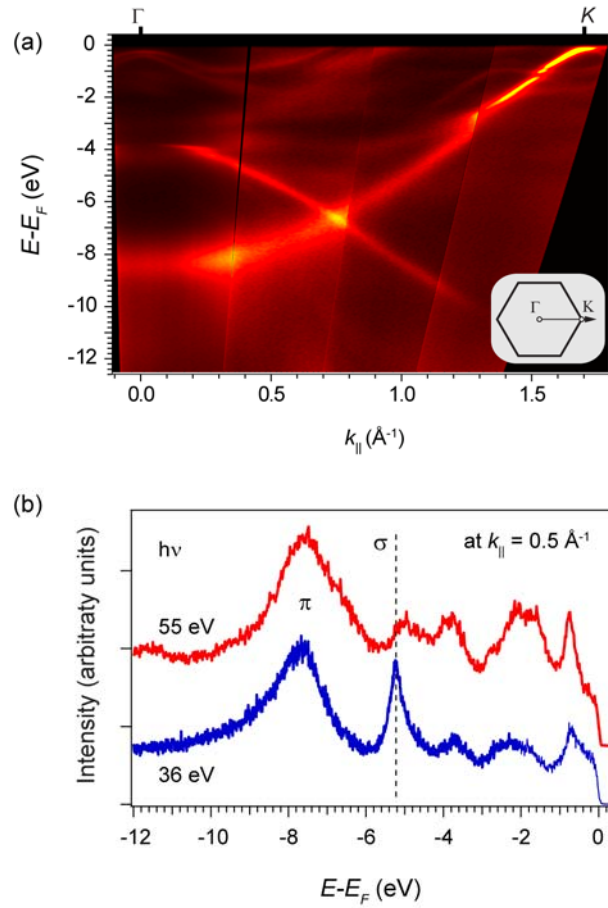 Γ K
(a)
0
-2
-4
-6
-8
-10
-12
E-E_F (eV)
Γ K
0.0 0.5 1.0 1.5
k_|| (Å⁻¹)
(b)
hν σ at k_|| = 0.5 Å⁻¹
π
55 eV
36 eV
Intensity (arbitraty units)
-12 -10 -8 -6 -4 -2 0
E-E_F (eV)